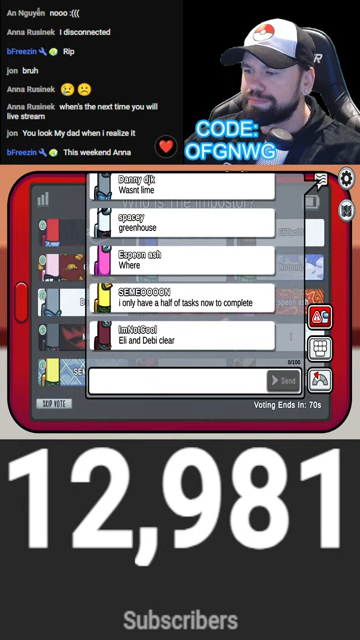 An Nguyễn nooo :(((
Anna Rusinek I disconnected
bFreezin Rip
jon bruh
Anna Rusinek
Anna Rusinek when's the next time you will
live stream
jon You look My dad when i realize it
bFreezin This weekend Anna
CODE:
OFGNWG
Who Is The Impostor?
Danny djk
Wasnt lime
spacey
greenhouse
Espeon ash
Where
SEMEDOOON
i only have a half of tasks now to complete
ImNotCool
Eli and Debi clear
0/100
Send
SKIP VOTE
Voting Ends In: 70s
12,981
Subscribers